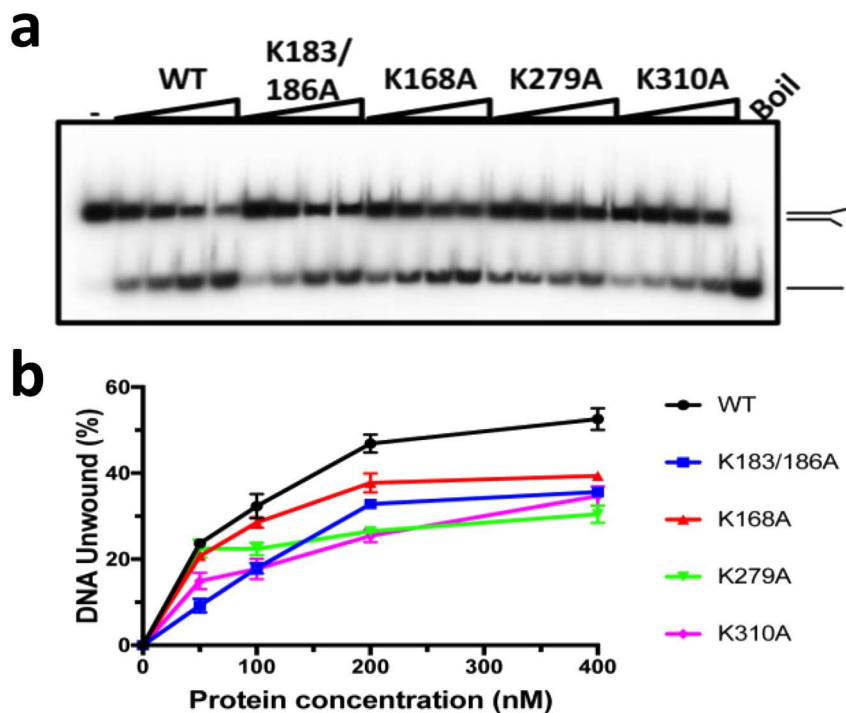 a
WT K183/ 186A K168A K279A K310A Boil
-
b
DNA Unwound (%)
60
40
20
0
0 100 200 300 400
Protein concentration (nM)
WT
K183/186A
K168A
K279A
K310A